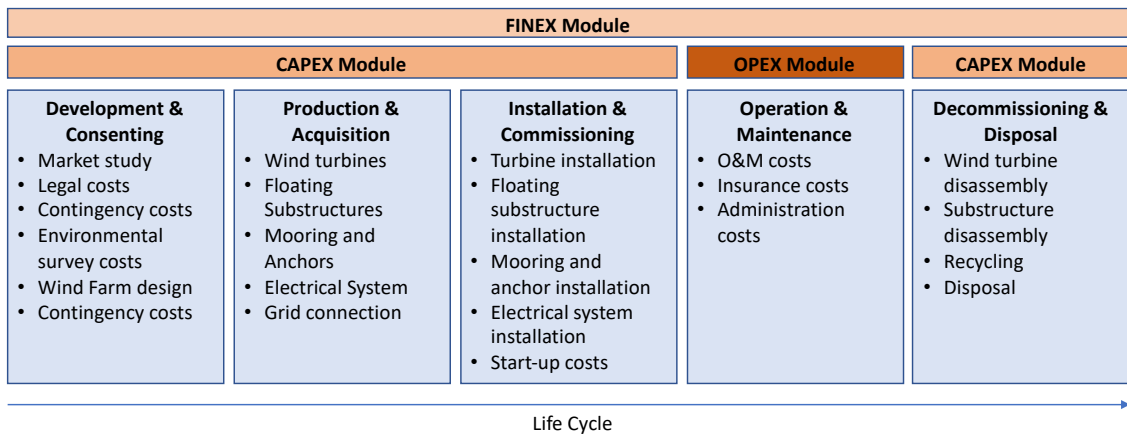 FINEX Module
CAPEX Module
OPEX Module
CAPEX Module
Development &
Consenting
• Market study
• Legal costs
• Contingency costs
• Environmental
survey costs
• Wind Farm design
• Contingency costs
Production &
Acquisition
• Wind turbines
• Floating
Substructures
• Mooring and
Anchors
• Electrical System
• Grid connection
Installation &
Commissioning
• Turbine installation
• Floating
substructure
installation
• Mooring and
anchor installation
• Electrical system
installation
• Start-up costs
Operation &
Maintenance
• O&M costs
• Insurance costs
• Administration
costs
Decommissioning &
Disposal
• Wind turbine
disassembly
• Substructure
disassembly
• Recycling
• Disposal
Life Cycle